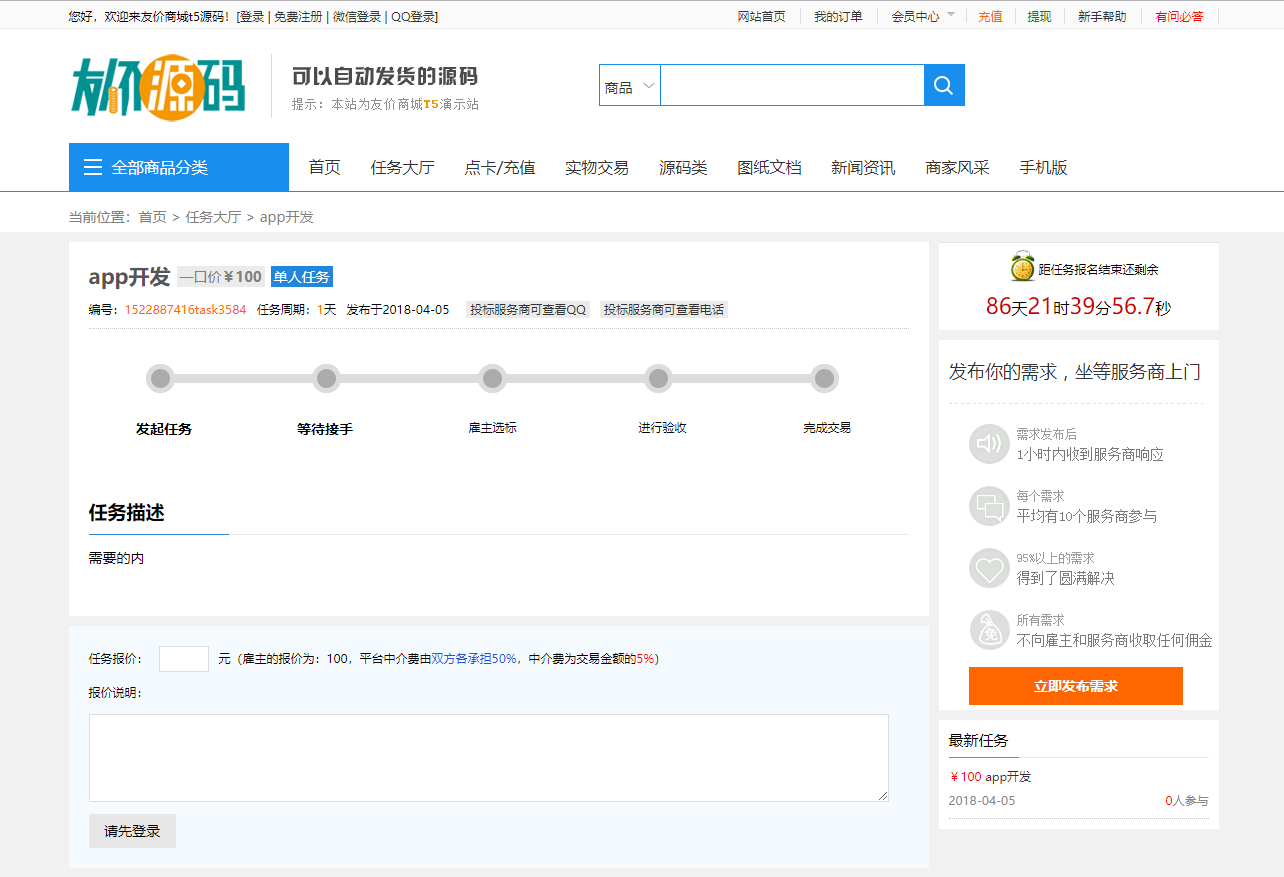 您好，欢迎来友价商城t5源码！[登录 | 免费注册 | 微信登录 | QQ登录]
网站首页 我的订单 会员中心 充值 提现 新手帮助 有问必答
友价源码
可以自动发货的源码
提示：本站为友价商城T5演示站
商品
全部商品分类 首页 任务大厅 点卡/充值 实物交易 源码类 图纸文档 新闻资讯 商家风采 手机版
当前位置：首页 > 任务大厅 > app开发
app开发 一口价￥100 单人任务
编号：1522887416task3584 任务周期：1天 发布于2018-04-05 投标服务商可查看QQ 投标服务商可查看电话
发起任务 等待接手 雇主选标 进行验收 完成交易
任务描述
需要的内
任务报价： 元（雇主的报价为：100，平台中介费由双方各承担50%，中介费为交易金额的5%）
报价说明：
请先登录
距任务报名结束还剩余
86天21时39分56.7秒
发布你的需求，坐等服务商上门
需求发布后
1小时内收到服务商响应
每个需求
平均有10个服务商参与
95%以上的需求
得到了圆满解决
免
所有需求
不向雇主和服务商收取任何佣金
立即发布需求
最新任务
￥100 app开发
2018-04-05 0人参与